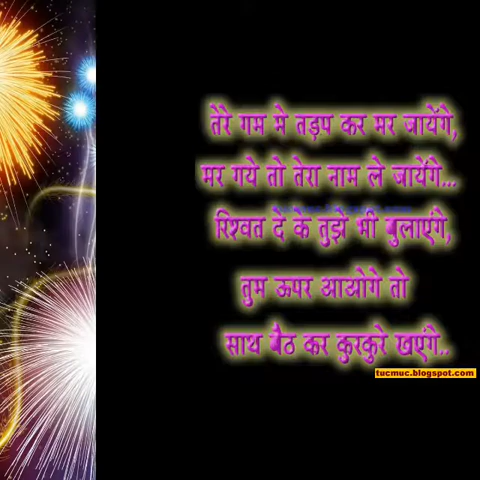 तेरे गम मे तड़प कर मर जायेंगे,
मर गये तो तेरा नाम ले जायेंगे...
रिश्वत दे के तुझे भी बुलाएंगे,
तुम ऊपर आओगे तो
साथ बैठ कर कुरकुरे खाएंगे..
tucmuc.blogspot.com